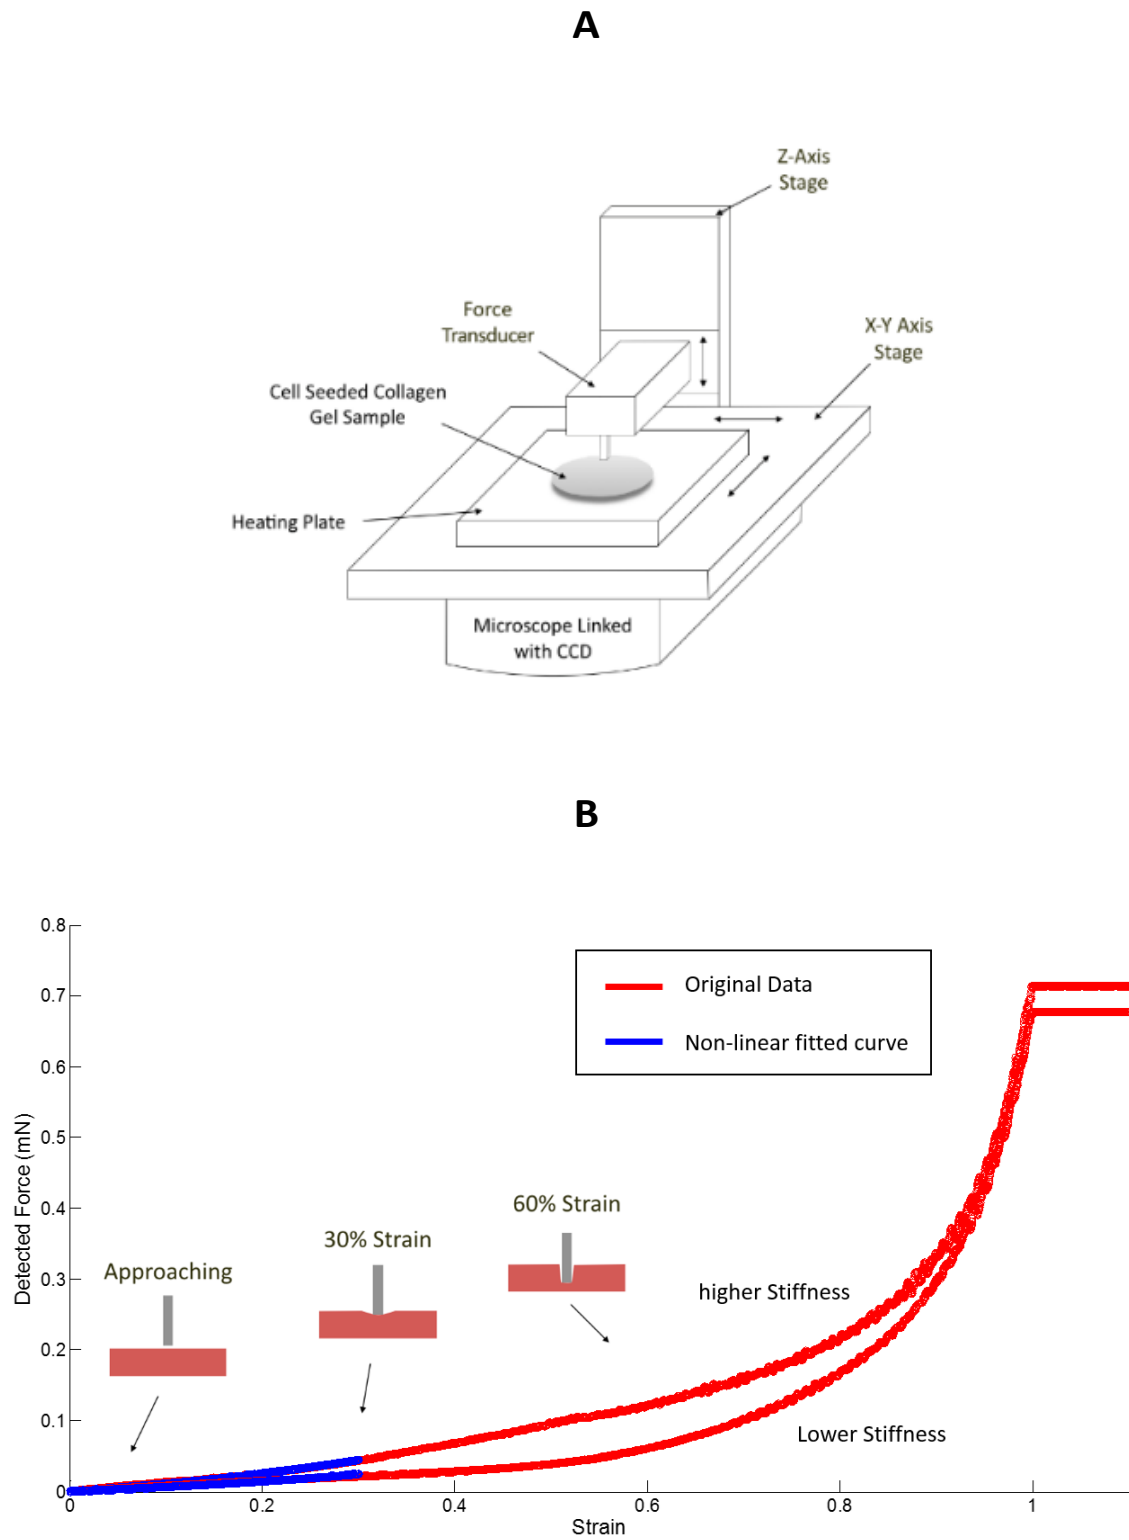 A
Z-Axis
Stage
Force
Transducer
X-Y Axis
Stage
Cell Seeded Collagen
Gel Sample
Heating Plate
Microscope Linked
with CCD
B
0.8
0.7
0.6
0.5
0.4
0.3
0.2
0.1
0
Detected Force (mN)
Original Data
Non-linear fitted curve
60% Strain
30% Strain
Approaching
higher Stiffness
Lower Stiffness
0 0.2 0.4 0.6 0.8 1
Strain